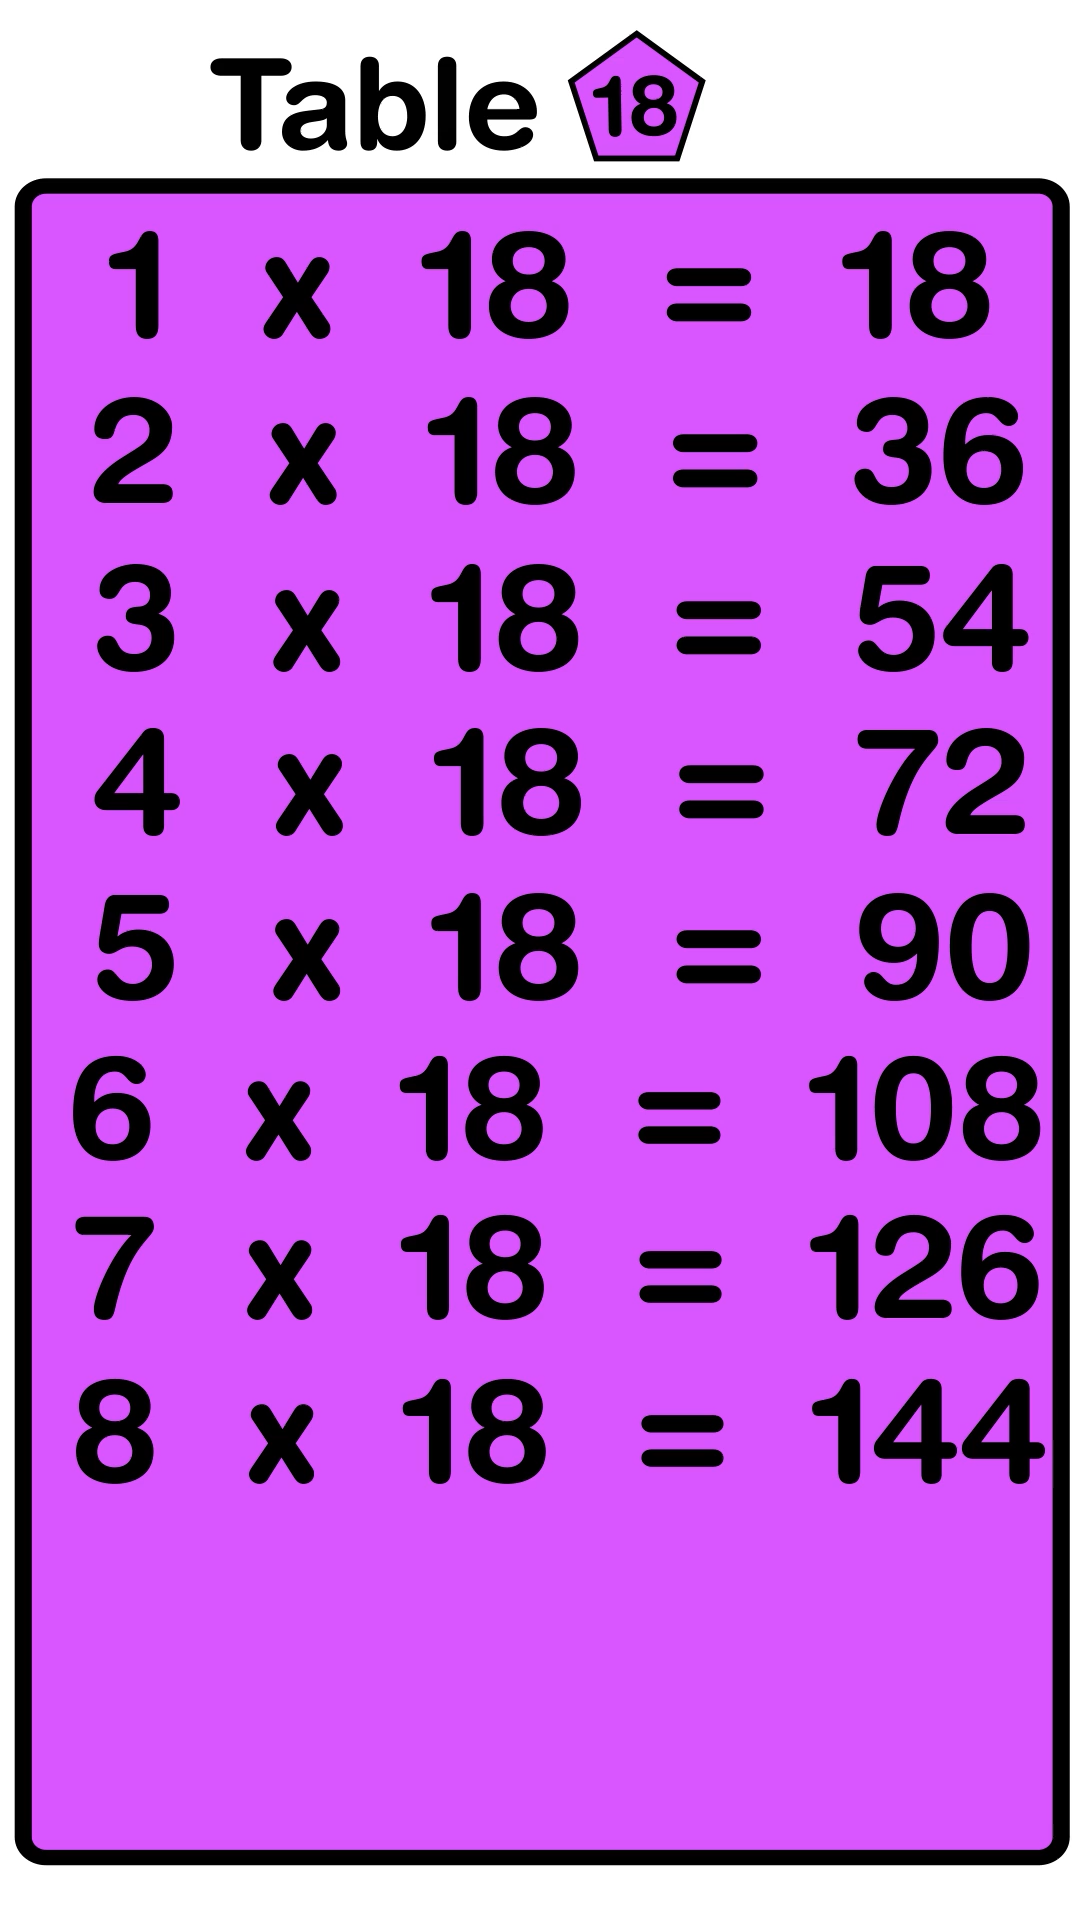 Table 18
1 x 18 = 18
2 x 18 = 36
3 x 18 = 54
4 x 18 = 72
5 x 18 = 90
6 x 18 = 108
7 x 18 = 126
8 x 18 = 144